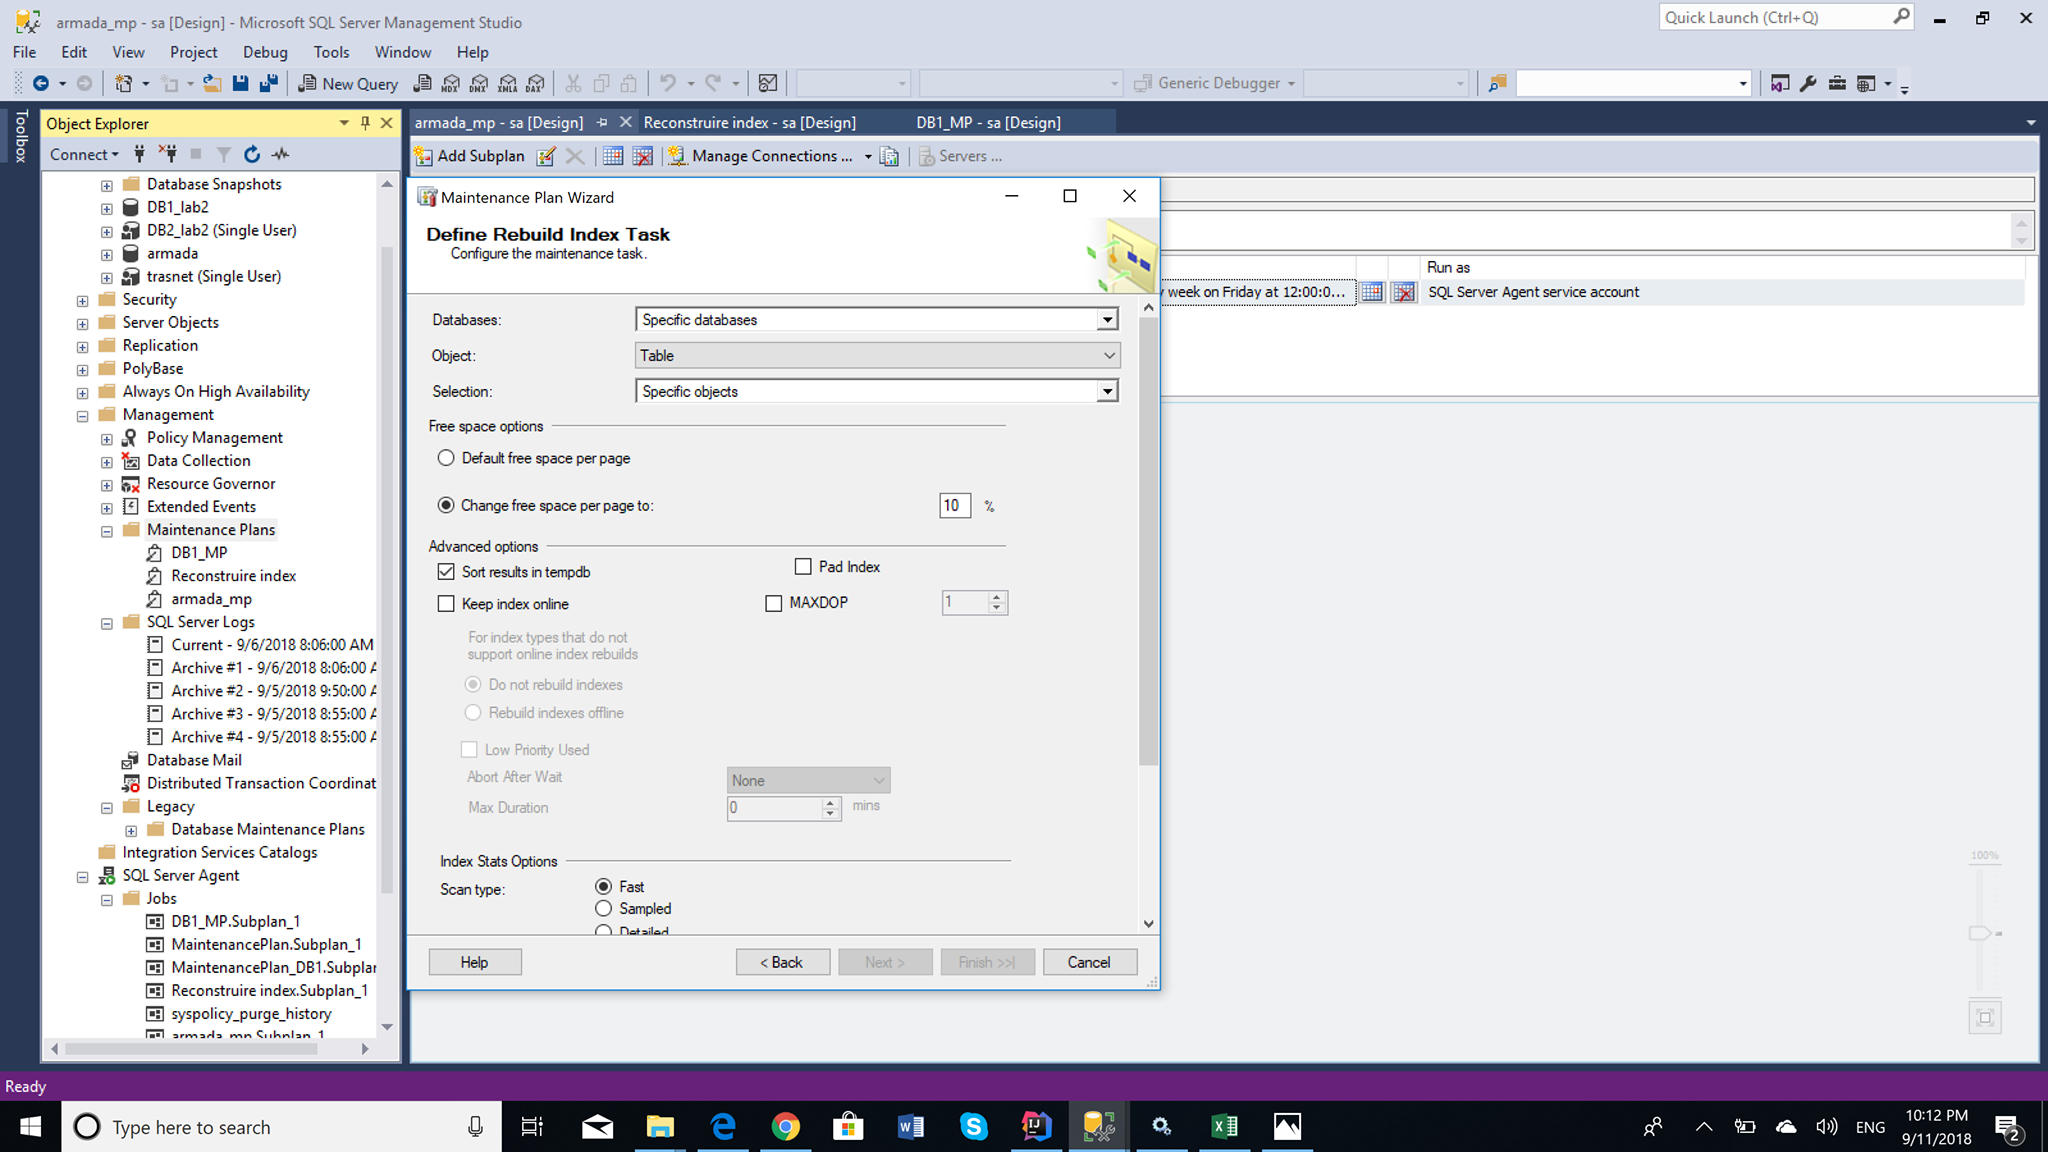 armada_mp - sa [Design] - Microsoft SQL Server Management Studio
Quick Launch (Ctrl+Q)
File Edit View Project Debug Tools Window Help
New Query
MDX DMX XMLA DAX
Generic Debugger
Toolbox
Object Explorer
armada_mp - sa [Design]
Reconstruire index - sa [Design]
DB1_MP - sa [Design]
Connect
Add Subplan
Manage Connections ...
Servers ...
Database Snapshots
DB1_lab2
DB2_lab2 (Single User)
armada
trasnet (Single User)
Security
Server Objects
Replication
PolyBase
Always On High Availability
Management
Policy Management
Data Collection
Resource Governor
Extended Events
Maintenance Plans
DB1_MP
Reconstruire index
armada_mp
SQL Server Logs
Current - 9/6/2018 8:06:00 AM
Archive #1 - 9/6/2018 8:06:00 A
Archive #2 - 9/5/2018 9:50:00 A
Archive #3 - 9/5/2018 8:55:00 A
Archive #4 - 9/5/2018 8:55:00 A
Database Mail
Distributed Transaction Coordinat
Legacy
Database Maintenance Plans
Integration Services Catalogs
SQL Server Agent
Jobs
DB1_MP.Subplan_1
MaintenancePlan.Subplan_1
MaintenancePlan_DB1.Subplan
Reconstruire index.Subplan_1
syspolicy_purge_history
armada_mp.Subplan_1
Maintenance Plan Wizard
Define Rebuild Index Task
Configure the maintenance task.
Databases: Specific databases
Object: Table
Selection: Specific objects
Free space options
Default free space per page
Change free space per page to: 10 %
Advanced options
Sort results in tempdb
Pad Index
Keep index online
MAXDOP 1
For index types that do not
support online index rebuilds
Do not rebuild indexes
Rebuild indexes offline
Low Priority Used
Abort After Wait None
Max Duration 0 mins
Index Stats Options
Scan type: Fast
Sampled
Detailed
Help < Back Next > Finish >>| Cancel
Run as
y week on Friday at 12:00:0...
SQL Server Agent service account
100%
Ready
Type here to search
ENG
10:12 PM
9/11/2018
2